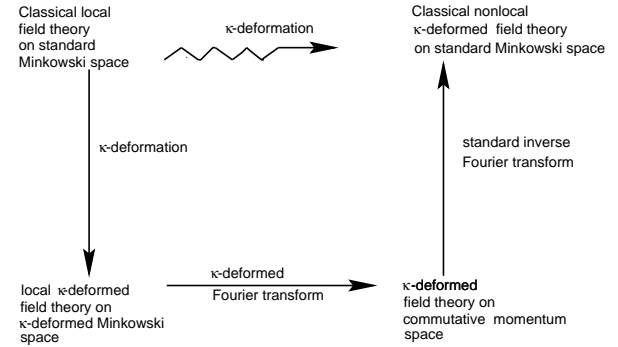 Classical local
field theory
on standard
Minkowski space
κ-deformation
Classical nonlocal
κ-deformed field theory
on standard Minkowski space
κ-deformation
standard inverse
Fourier transform
local κ-deformed
field theory on
κ-deformed Minkowski
space
κ-deformed
Fourier transform
κ-deformed
field theory on
commutative momentum
space